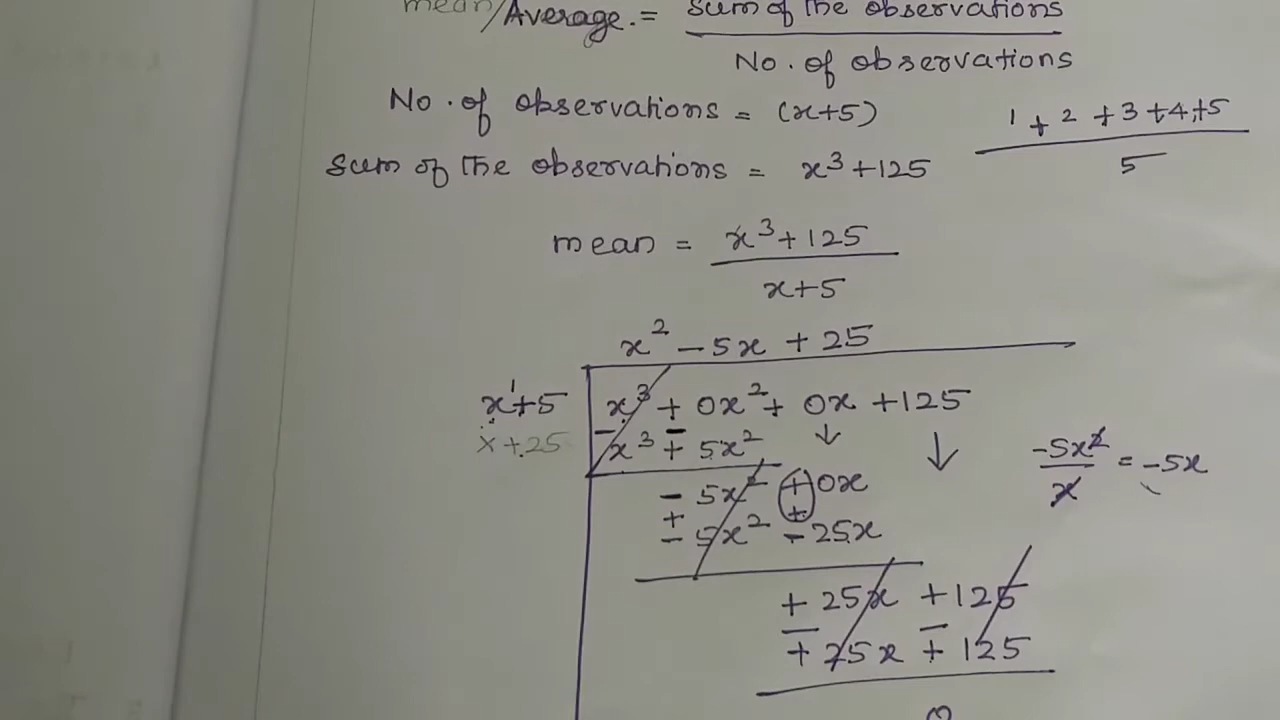 mean/Average. = sum of the observations
No. of observations
No. of observations = (x+5)
1 + 2 + 3 + 4 + 5
5
sum of the observations = x³ + 125
mean = x³ + 125
x+5
x² - 5x + 25
x¹+5
x³ + 0x² + 0x + 125
x + 25
- x³ + - 5x²
-5x²
x
= -5x
- 5x² + 0x
+ - 5x² + - 25x
+ 25x + 125
- + 25x - + 125
0